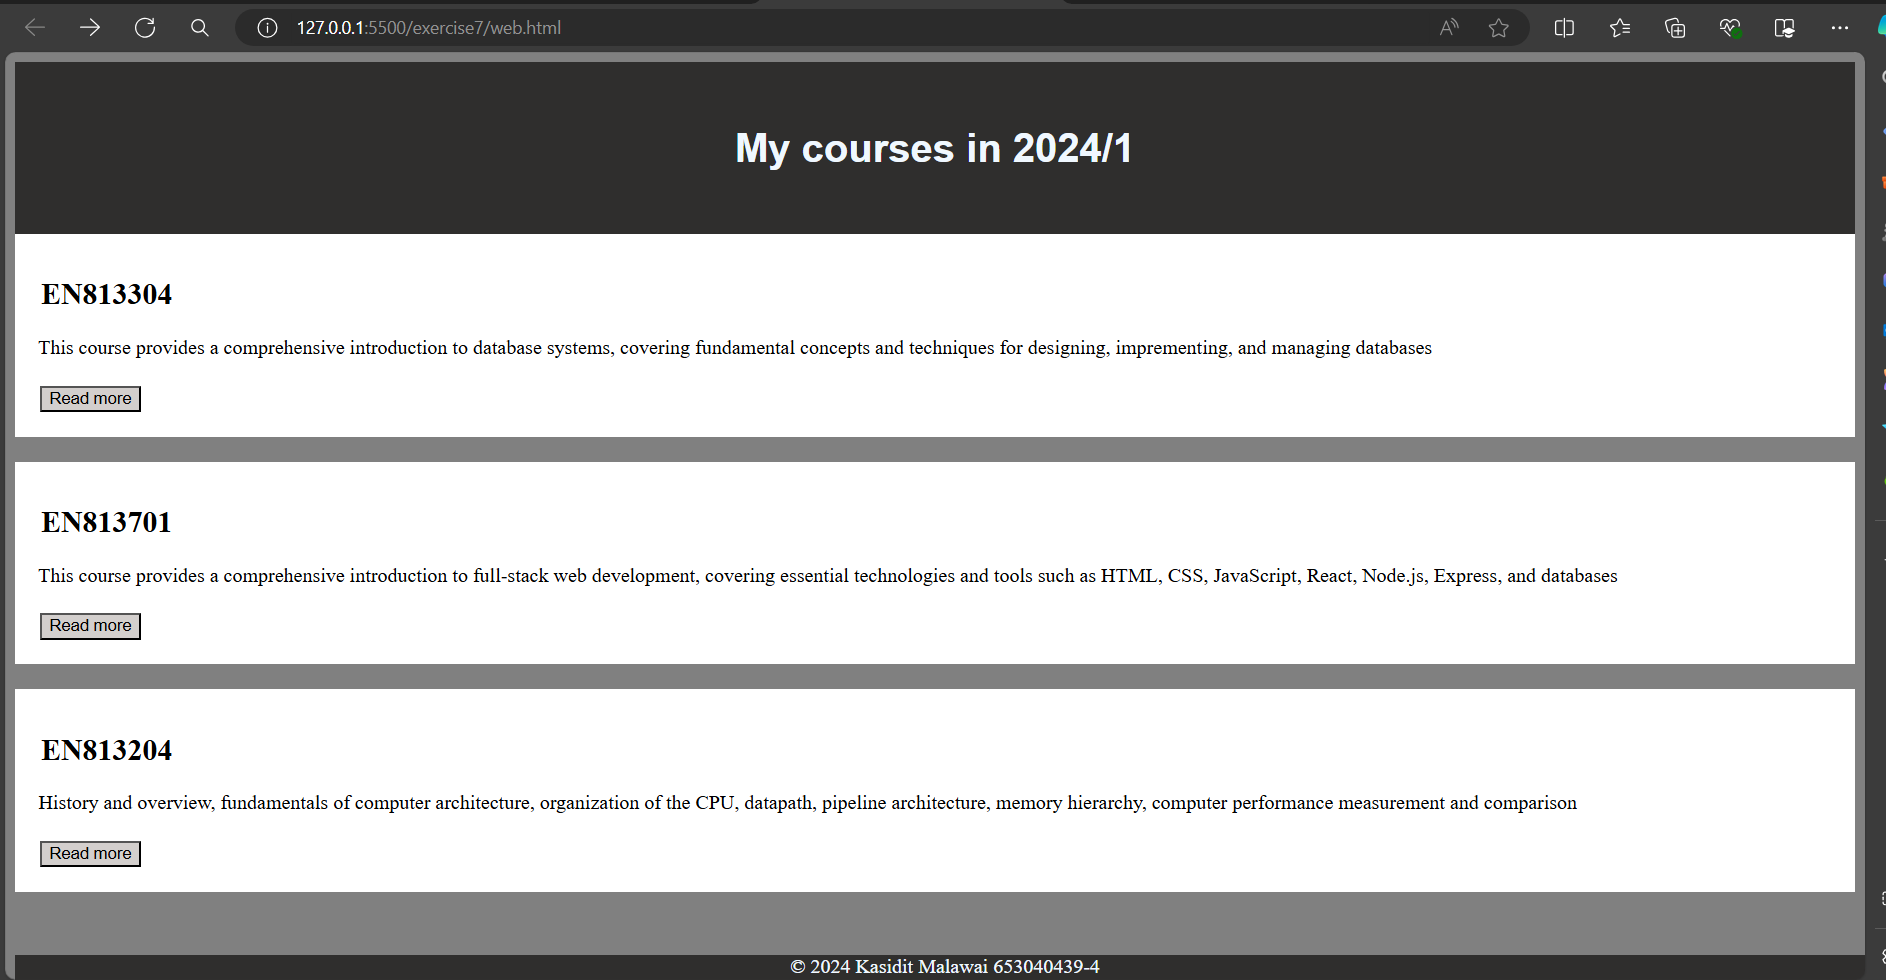 127.0.0.1:5500/exercise7/web.html
My courses in 2024/1
EN813304
This course provides a comprehensive introduction to database systems, covering fundamental concepts and techniques for designing, imprementing, and managing databases
Read more
EN813701
This course provides a comprehensive introduction to full-stack web development, covering essential technologies and tools such as HTML, CSS, JavaScript, React, Node.js, Express, and databases
Read more
EN813204
History and overview, fundamentals of computer architecture, organization of the CPU, datapath, pipeline architecture, memory hierarchy, computer performance measurement and comparison
Read more
© 2024 Kasidit Malawai 653040439-4